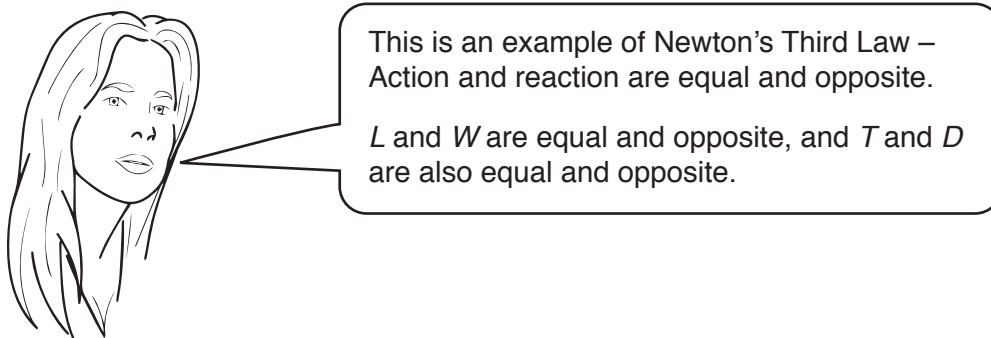 This is an example of Newton’s Third Law –
Action and reaction are equal and opposite.
L and W are equal and opposite, and T and D
are also equal and opposite.